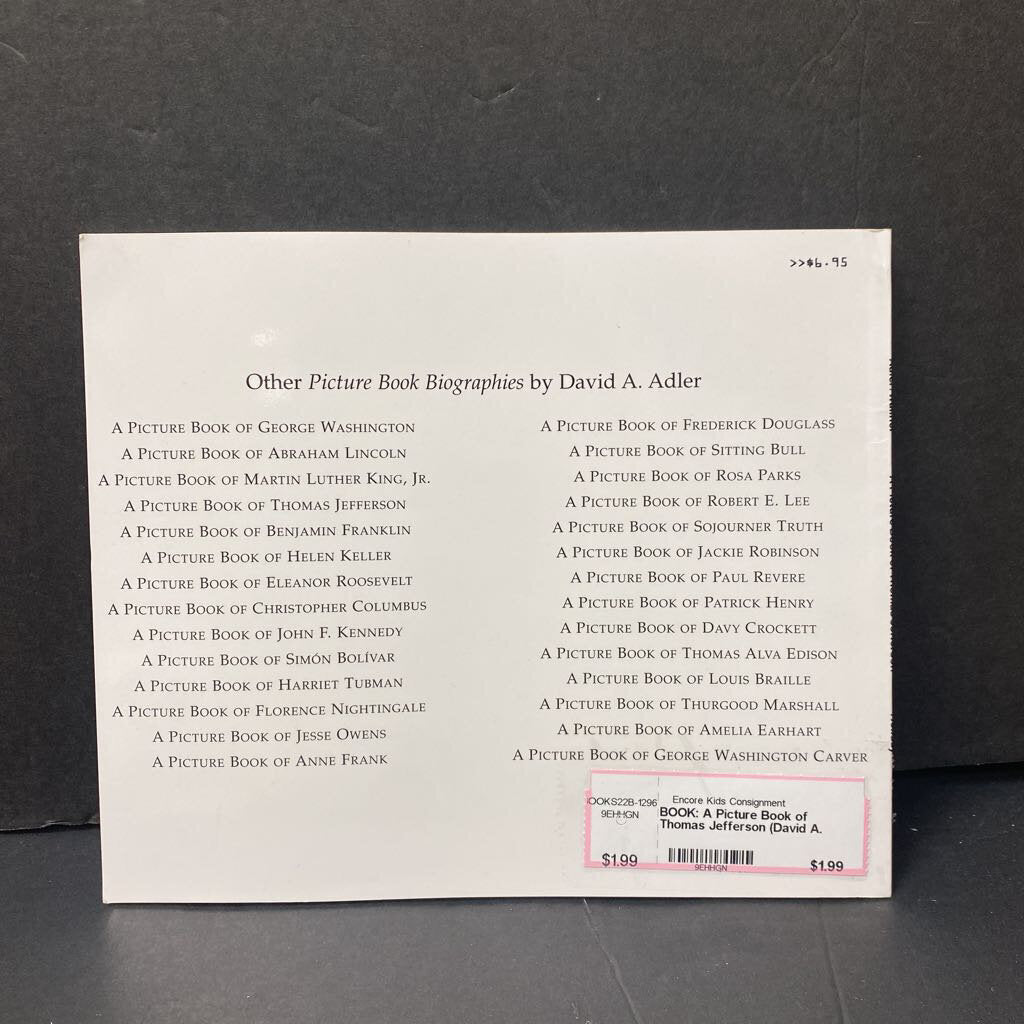 >>$6.95
Other Picture Book Biographies by David A. Adler
A Picture Book of George Washington
A Picture Book of Abraham Lincoln
A Picture Book of Martin Luther King, Jr.
A Picture Book of Thomas Jefferson
A Picture Book of Benjamin Franklin
A Picture Book of Helen Keller
A Picture Book of Eleanor Roosevelt
A Picture Book of Christopher Columbus
A Picture Book of John F. Kennedy
A Picture Book of Simón Bolívar
A Picture Book of Harriet Tubman
A Picture Book of Florence Nightingale
A Picture Book of Jesse Owens
A Picture Book of Anne Frank
A Picture Book of Frederick Douglass
A Picture Book of Sitting Bull
A Picture Book of Rosa Parks
A Picture Book of Robert E. Lee
A Picture Book of Sojourner Truth
A Picture Book of Jackie Robinson
A Picture Book of Paul Revere
A Picture Book of Patrick Henry
A Picture Book of Davy Crockett
A Picture Book of Thomas Alva Edison
A Picture Book of Louis Braille
A Picture Book of Thurgood Marshall
A Picture Book of Amelia Earhart
A Picture Book of George Washington Carver
OOKS22B-1296
9EHHGN
$1.99
Encore Kids Consignment
BOOK: A Picture Book of
Thomas Jefferson (David A.
9EHHGN
$1.99